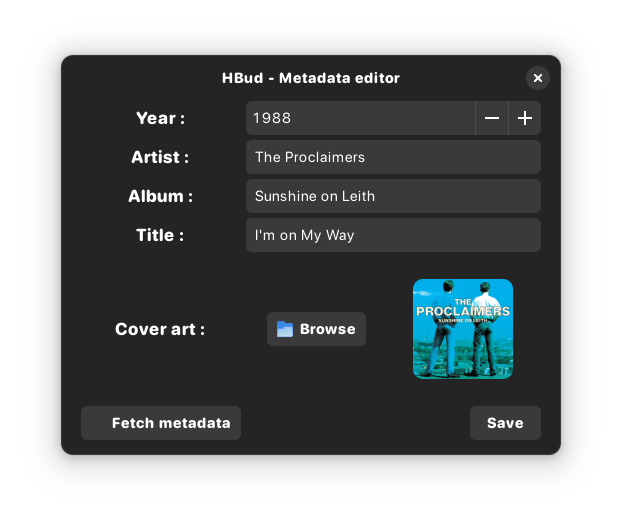 HBud - Metadata editor
Year : 1988
Artist : The Proclaimers
Album : Sunshine on Leith
Title : I'm on My Way
Cover art : Browse
THE
PROCLAIMERS
SUNSHINE ON LEITH
Fetch metadata Save